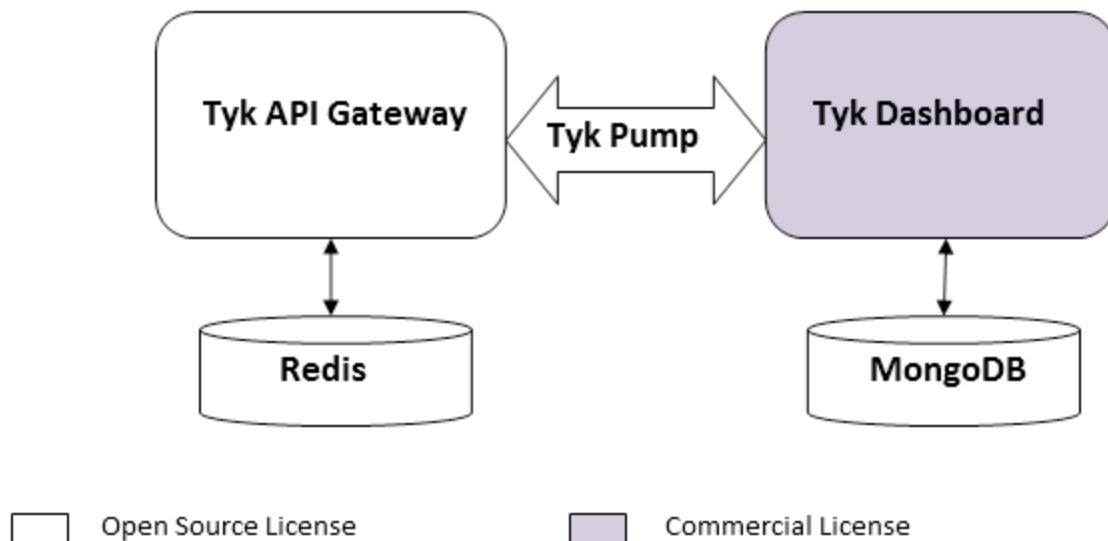 Tyk API Gateway
Tyk Pump
Tyk Dashboard
Redis
MongoDB
Open Source License
Commercial License